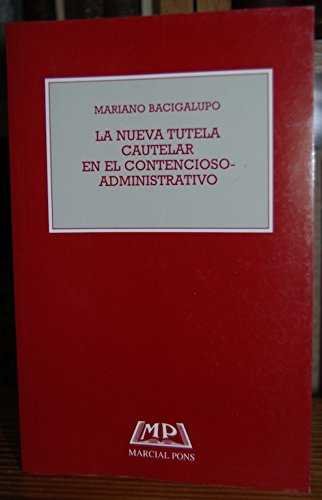 MARIANO BACIGALUPO
LA NUEVA TUTELA
CAUTELAR
EN EL CONTENCIOSO-
ADMINISTRATIVO
MP
MARCIAL PONS